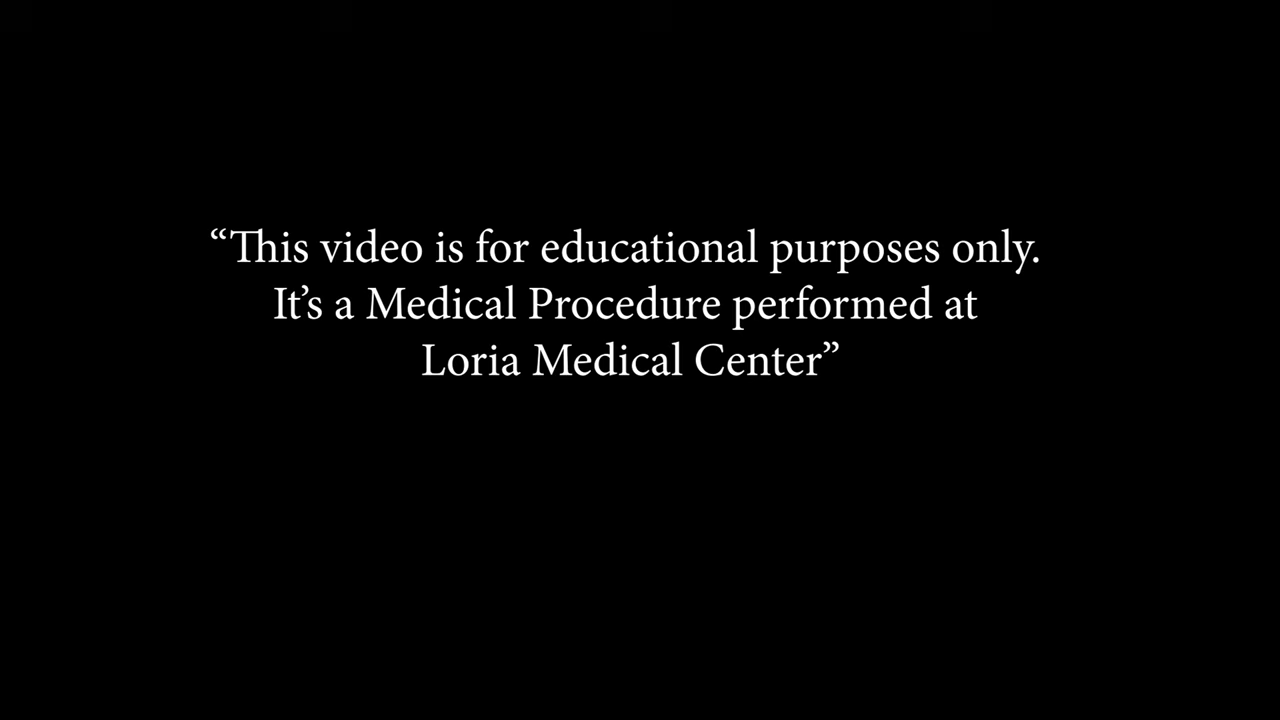 “This video is for educational purposes only.
It’s a Medical Procedure performed at
Loria Medical Center”